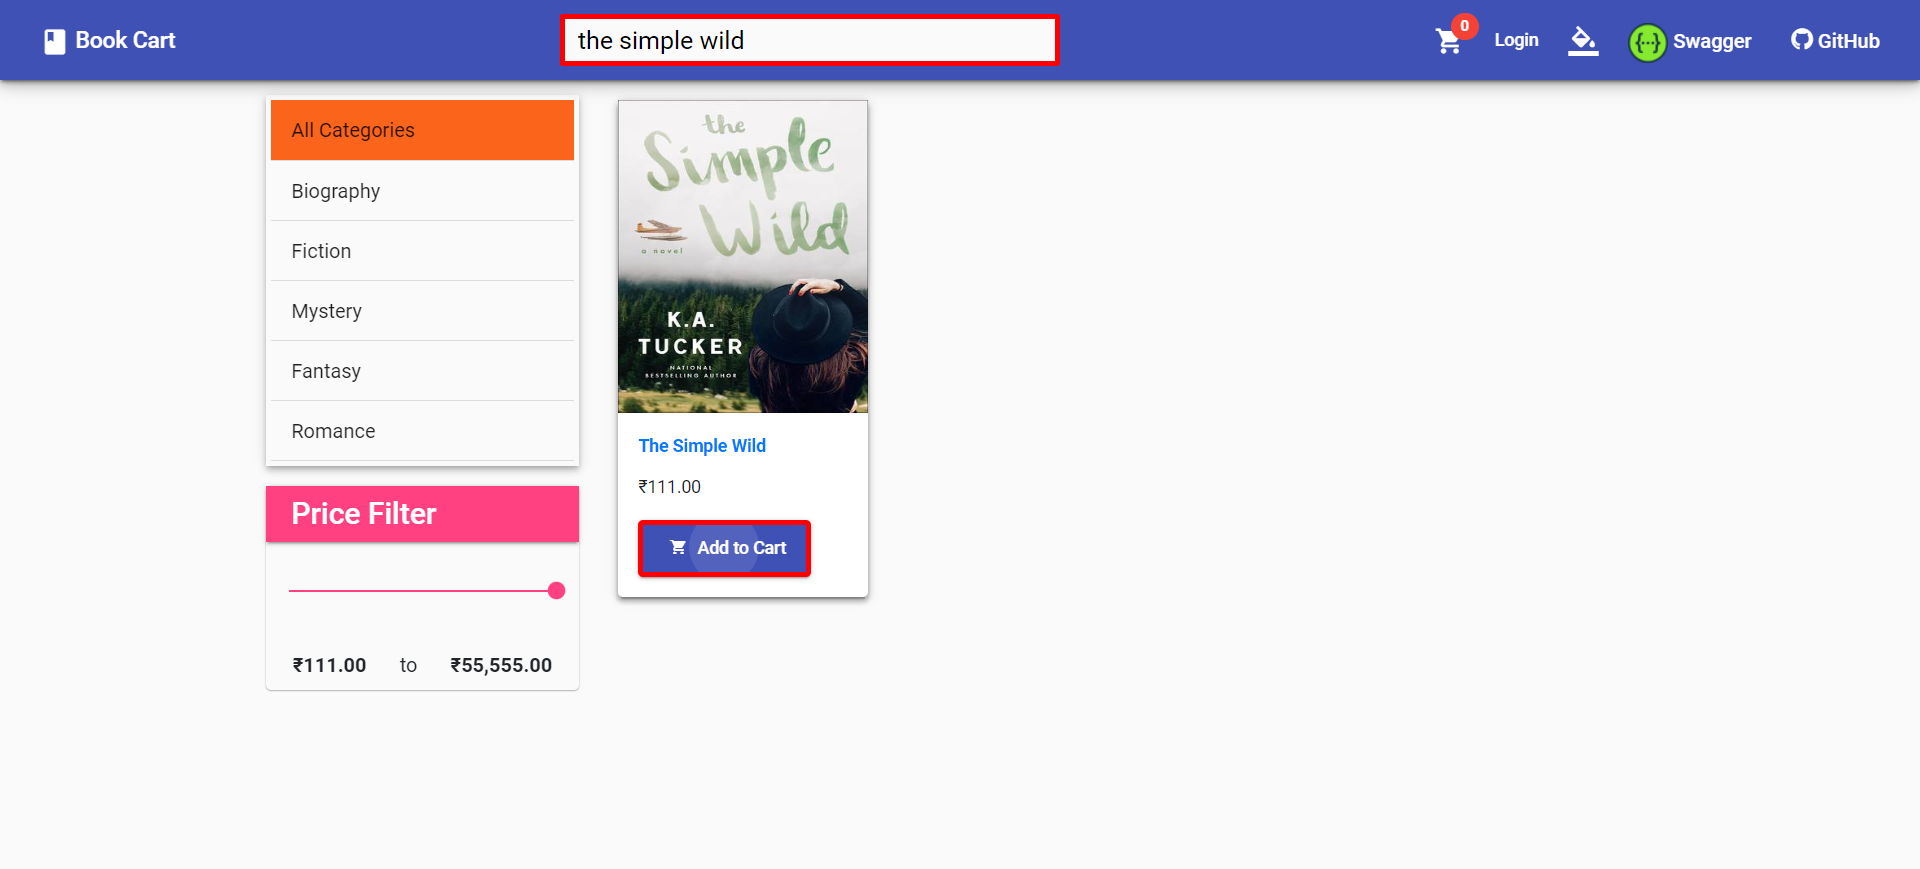 Book Cart
the simple wild
0
Login
Swagger
GitHub
All Categories
Biography
Fiction
Mystery
Fantasy
Romance
Price Filter
₹111.00 to ₹55,555.00
the
Simple
Wild
a novel
K.A.
TUCKER
NATIONAL
BESTSELLING AUTHOR
The Simple Wild
₹111.00
Add to Cart